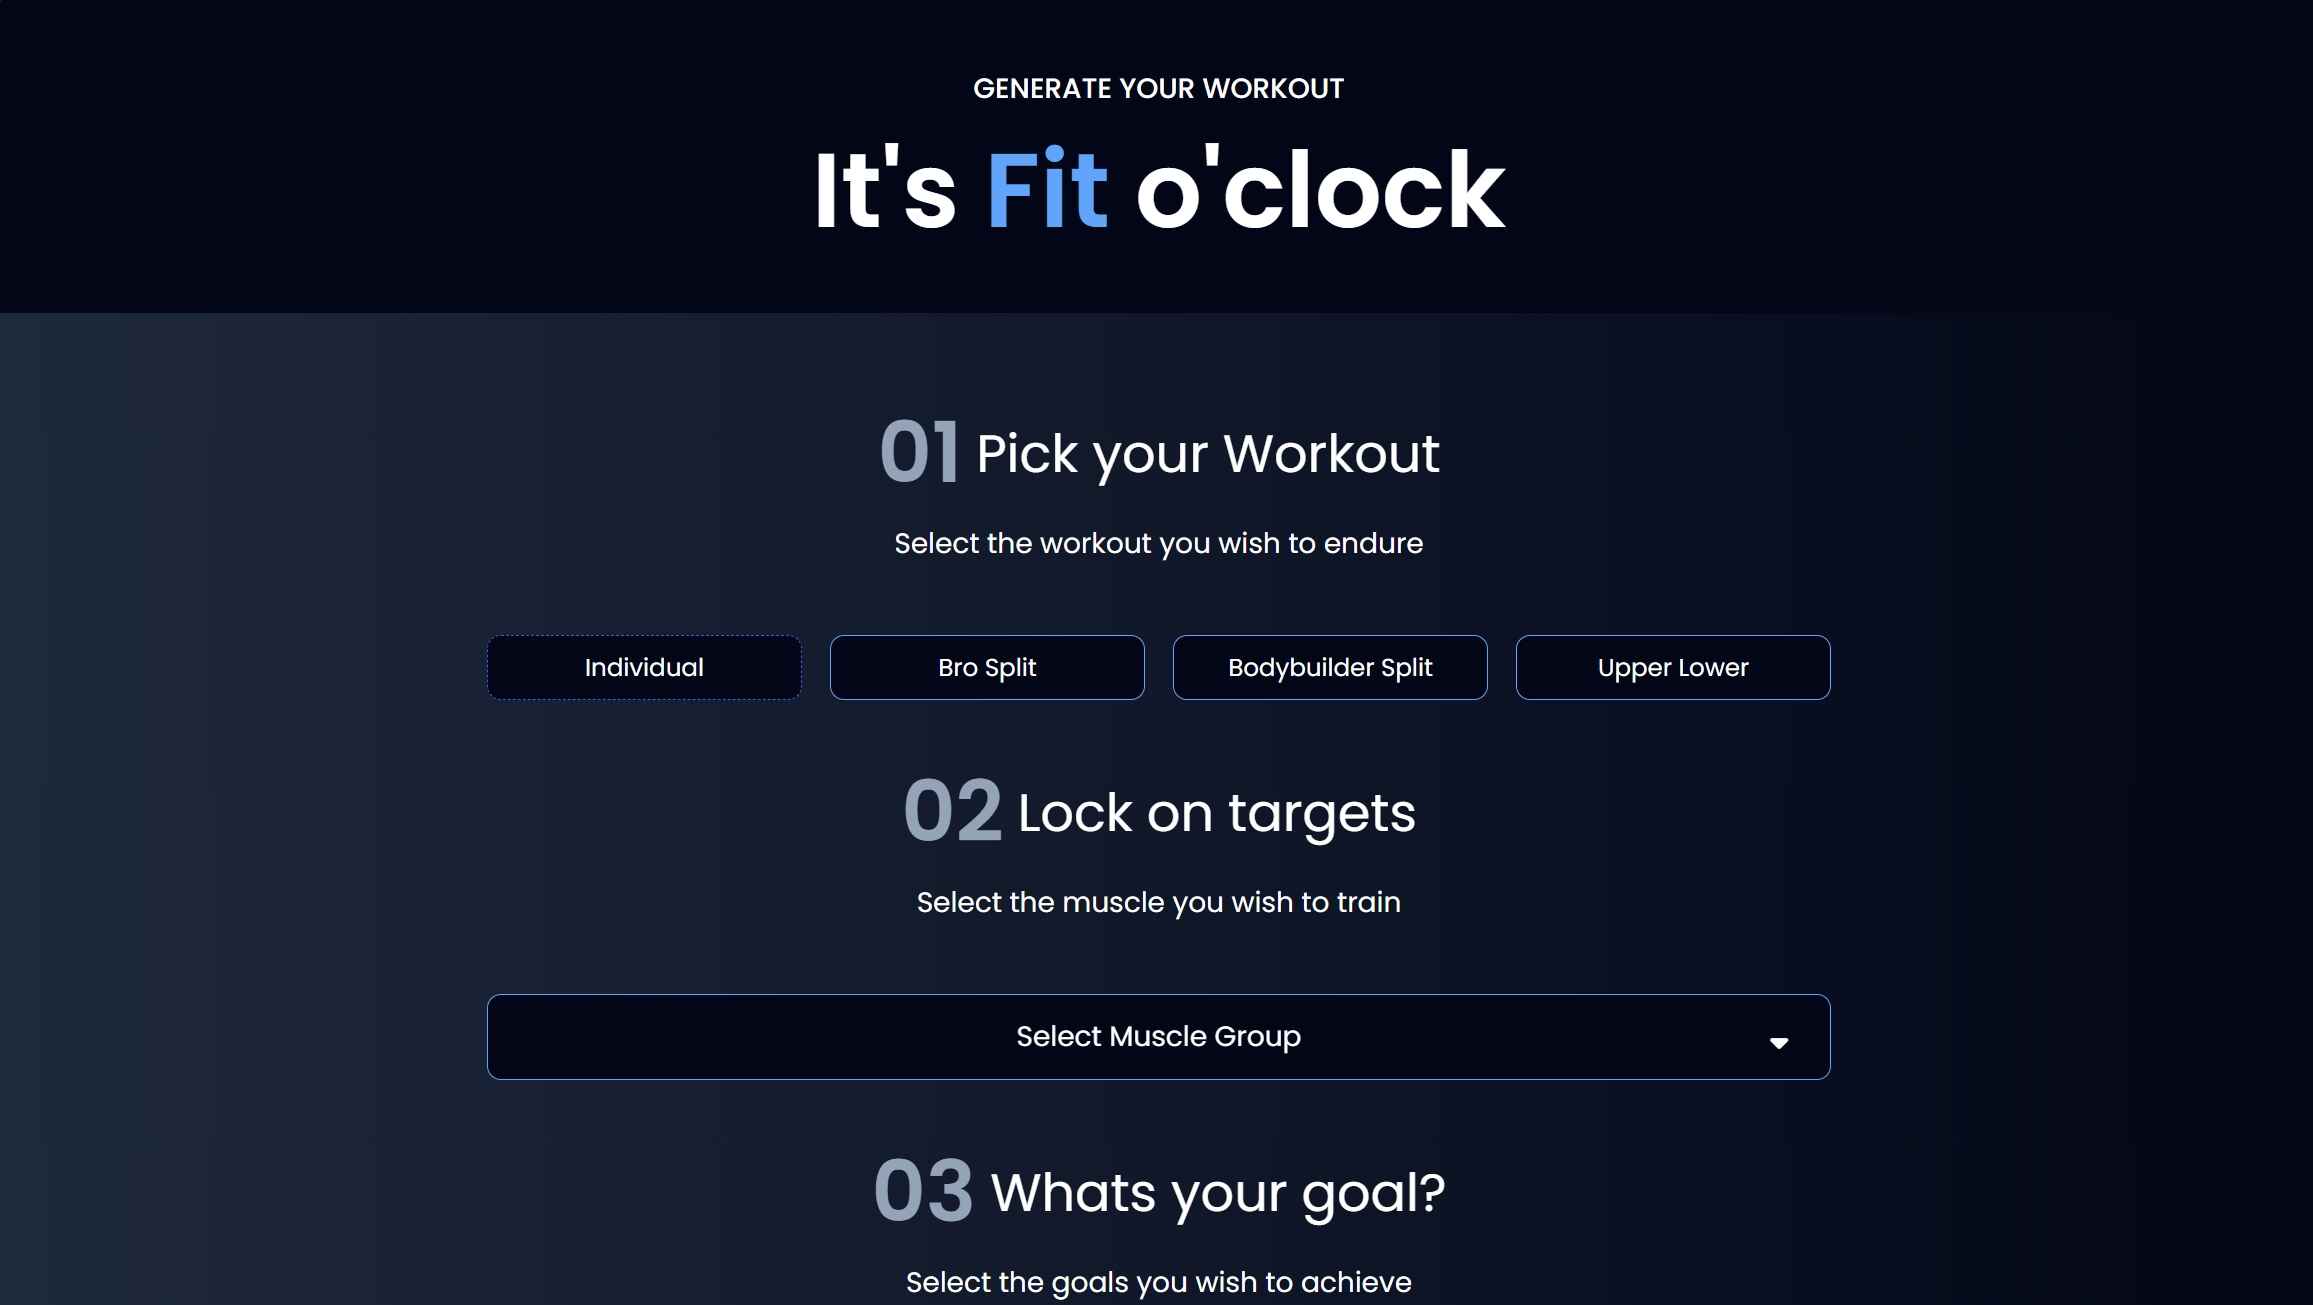 GENERATE YOUR WORKOUT
It's Fit o'clock
01 Pick your Workout
Select the workout you wish to endure
Individual
Bro Split
Bodybuilder Split
Upper Lower
02 Lock on targets
Select the muscle you wish to train
Select Muscle Group
03 Whats your goal?
Select the goals you wish to achieve